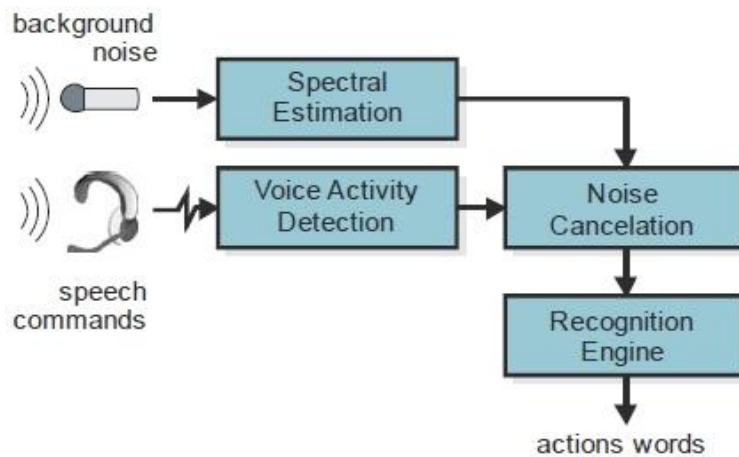 background
noise
Spectral
Estimation
Voice Activity
Detection
Noise
Cancelation
speech
commands
Recognition
Engine
actions words